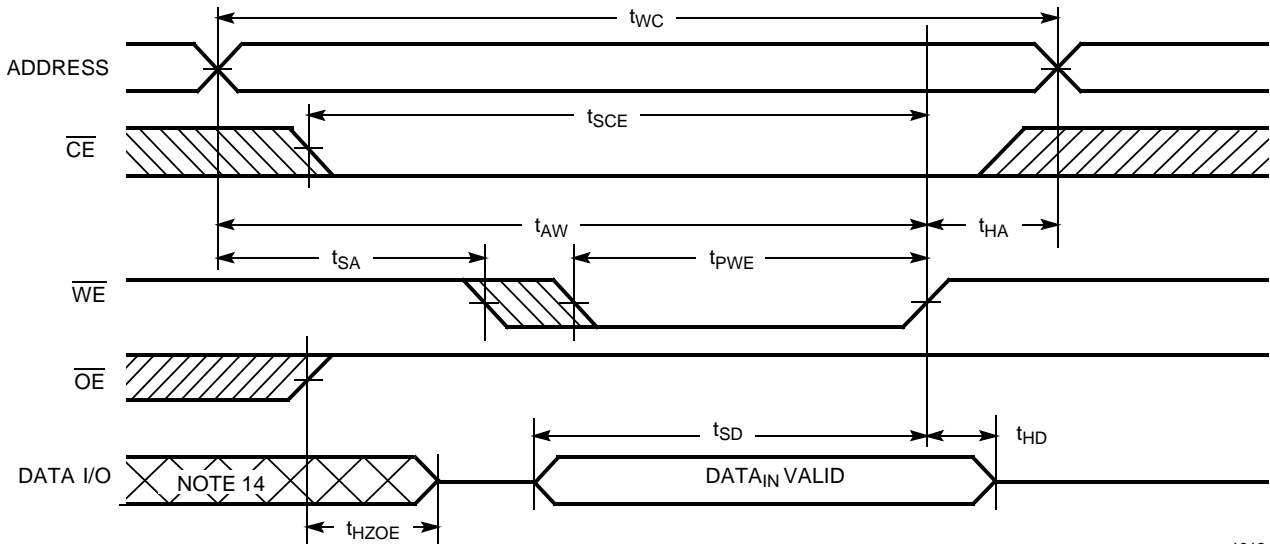 tWC
ADDRESS
tSCE
CE
tAW
tHA
tSA
tPWE
WE
OE
tSD
tHD
DATA I/O
NOTE 14
DATAIN VALID
tHZOE